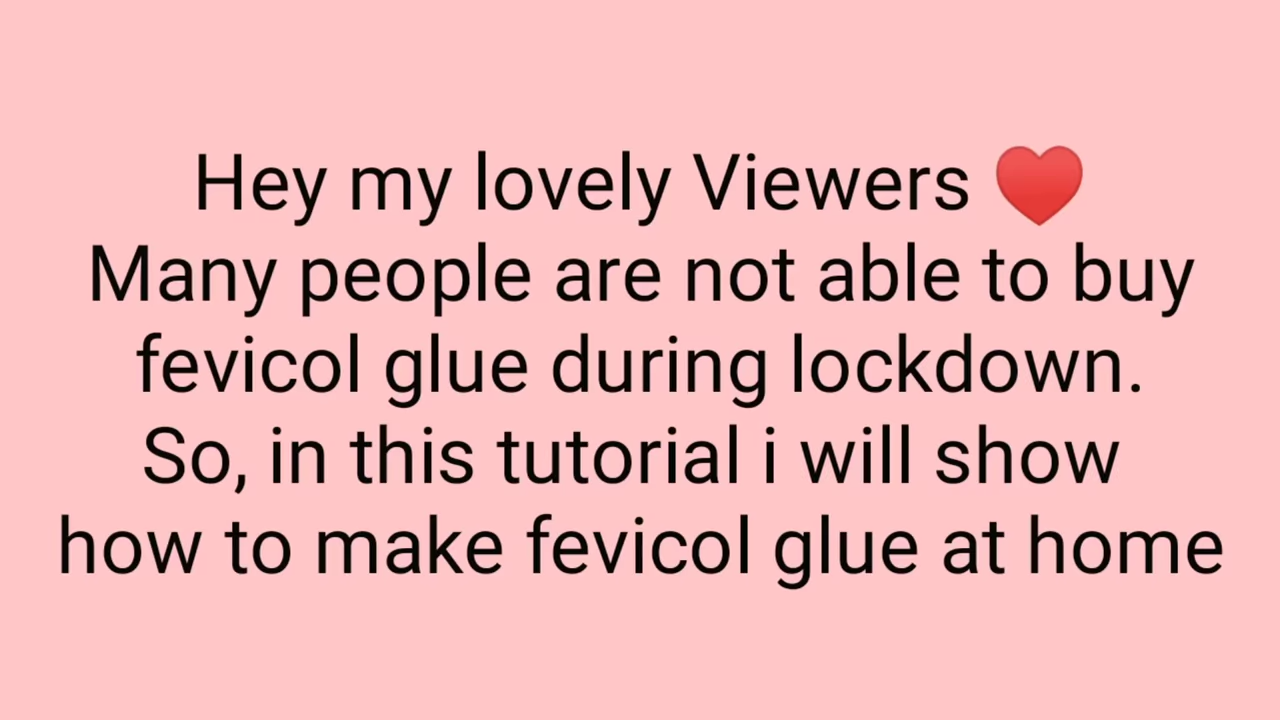 Hey my lovely Viewers ♥️
Many people are not able to buy
fevicol glue during lockdown.
So, in this tutorial i will show
how to make fevicol glue at home